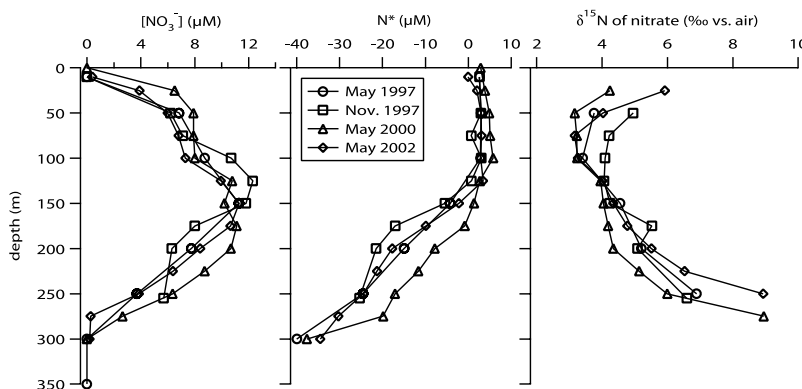 [NO₃⁻] (µM)
0 4 8 12
N* (µM)
-40 -30 -20 -10 0 10
δ¹⁵N of nitrate (‰ vs. air)
2 4 6 8 10
depth (m)
0
50
100
150
200
250
300
350
May 1997
Nov. 1997
May 2000
May 2002